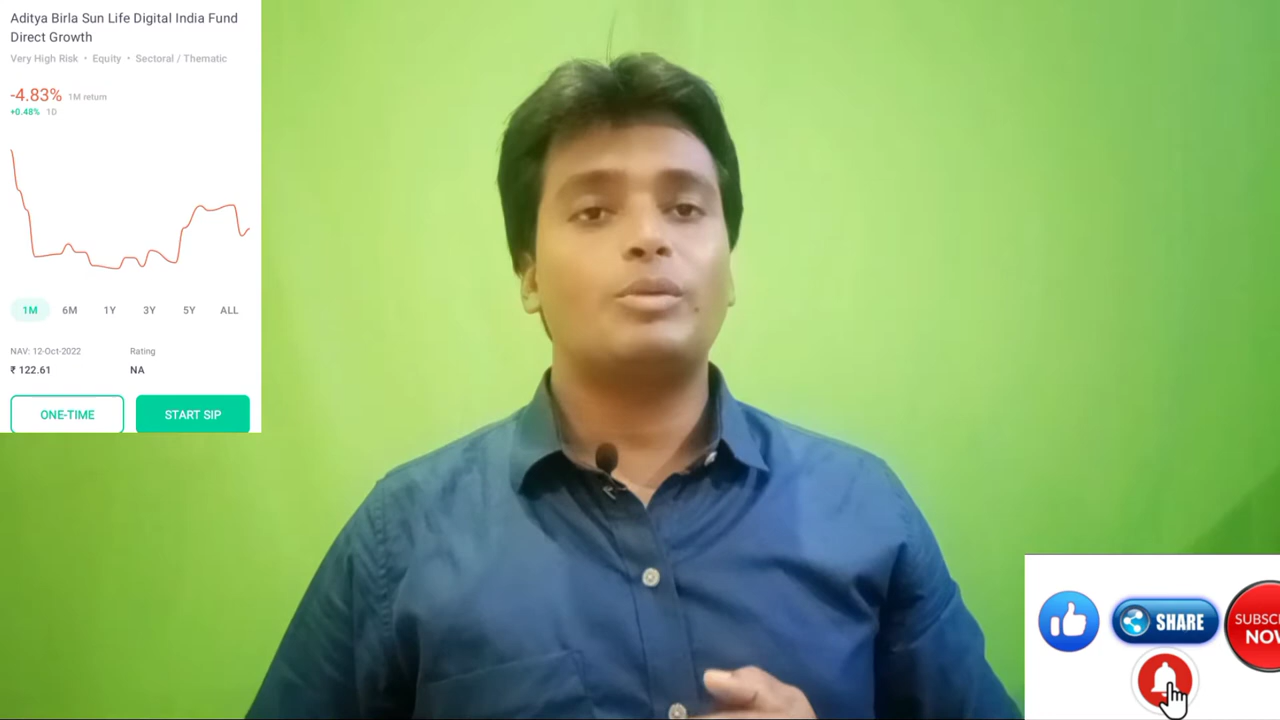 Aditya Birla Sun Life Digital India Fund
Direct Growth
Very High Risk • Equity • Sectoral / Thematic
-4.83% 1M return
+0.48% 1D
1M 6M 1Y 3Y 5Y ALL
NAV: 12-Oct-2022 Rating
₹ 122.61 NA
ONE-TIME START SIP
SHARE
SUBSC
NOW